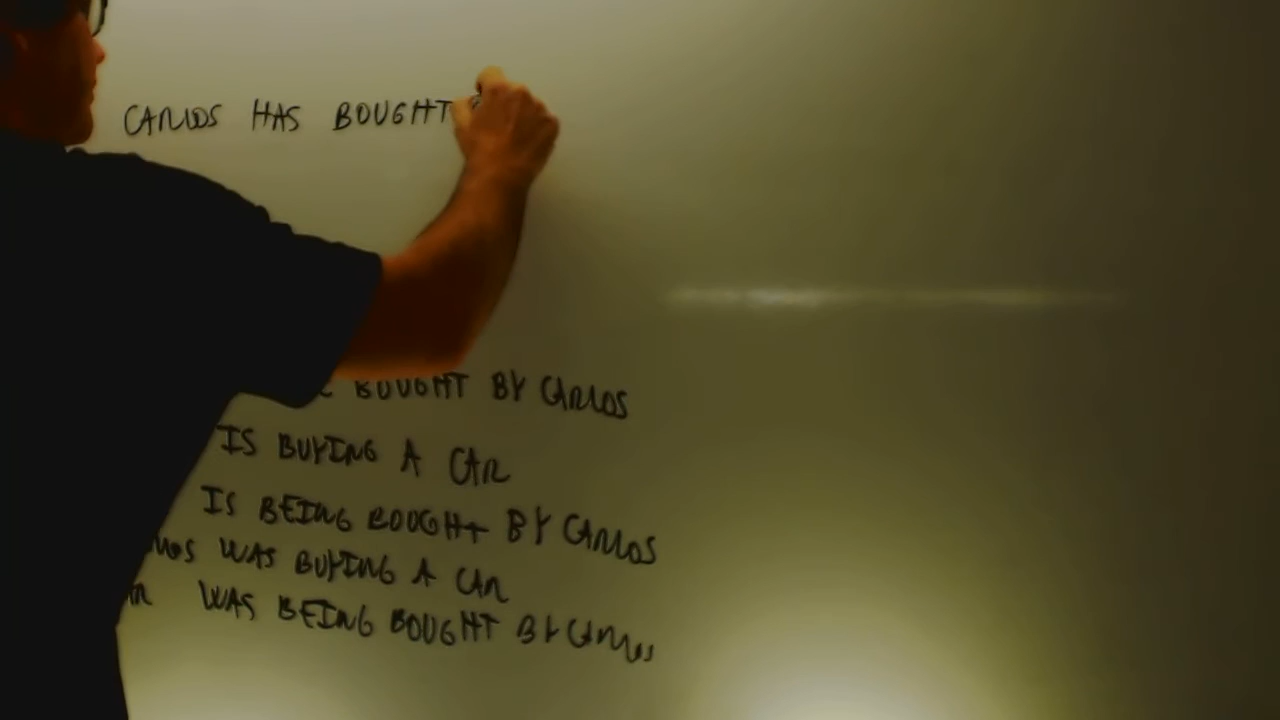 CARLOS HAS BOUGHT
BOUGHT BY CARLOS
IS BUYING A CAR
IS BEING BOUGHT BY CARLOS
WAS BUYING A CAR
WAS BEING BOUGHT BY CARLOS